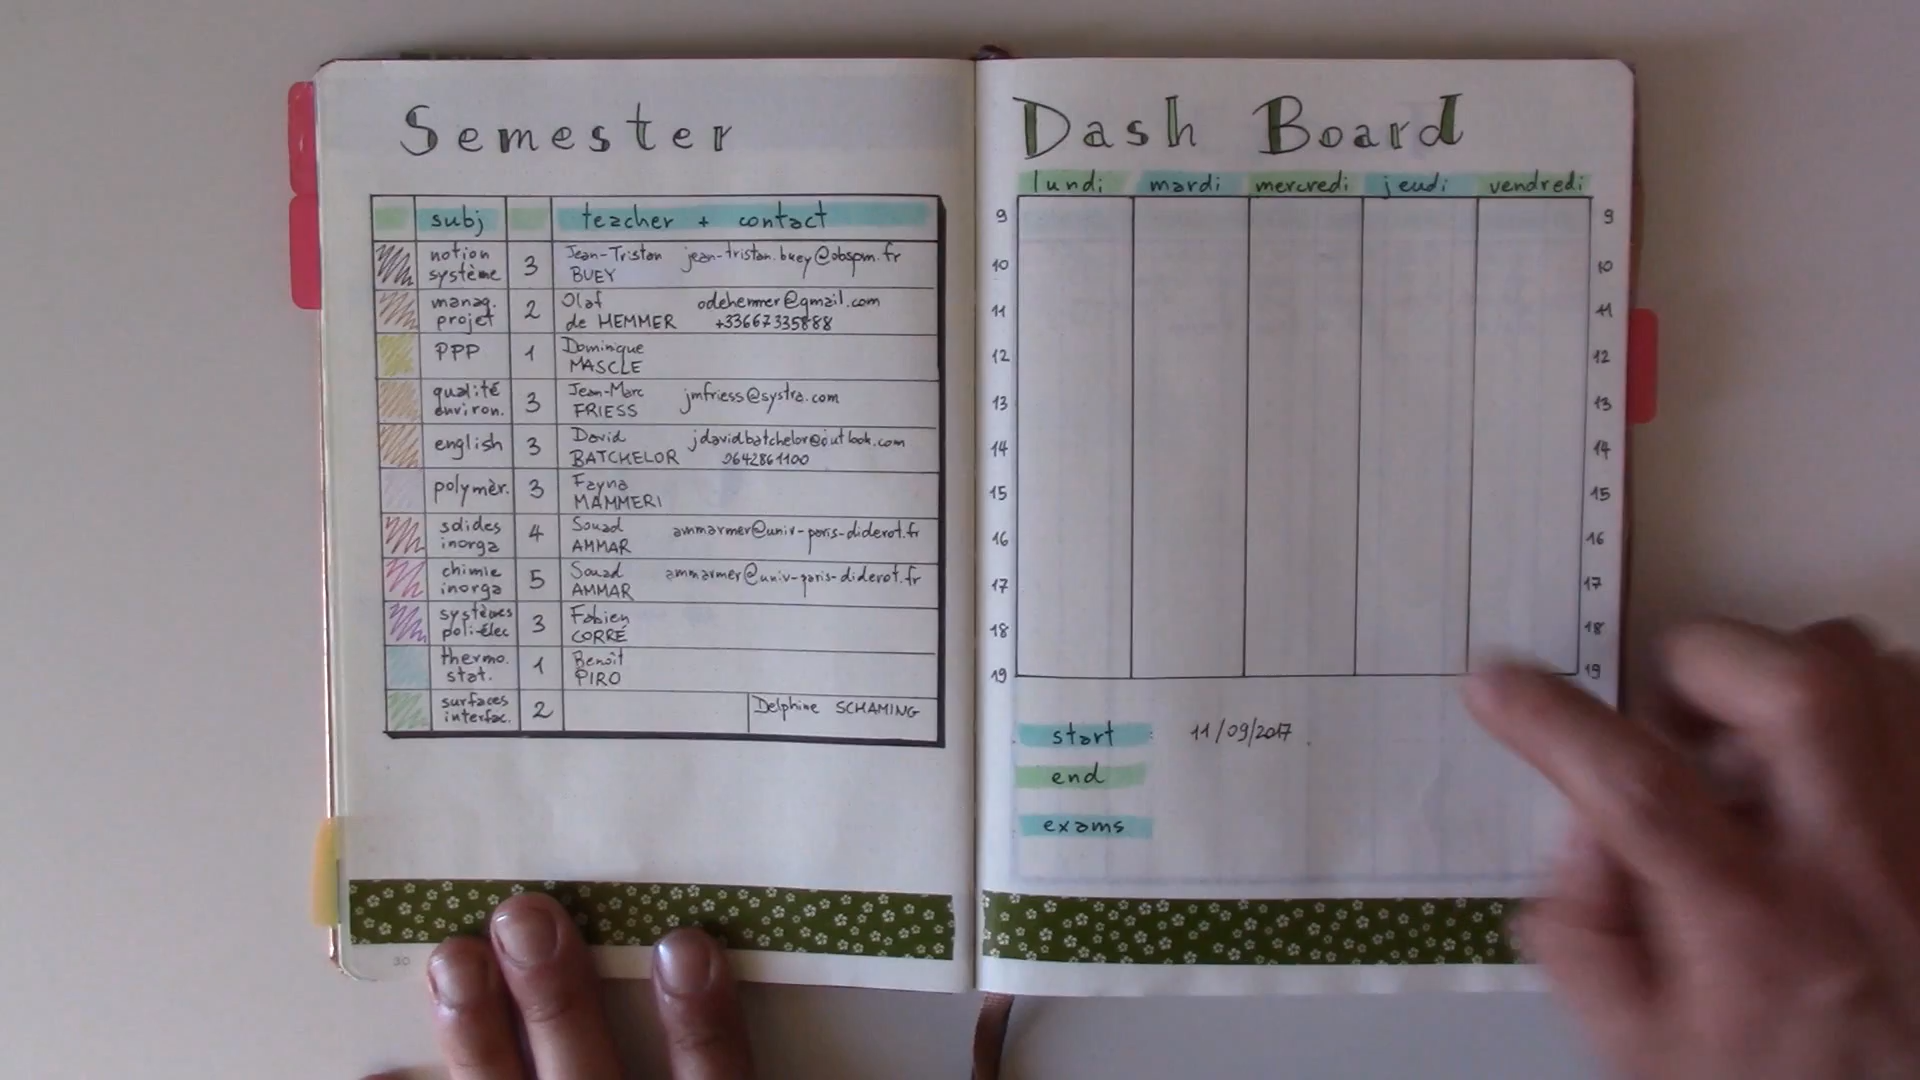 Semester
subj teacher + contact
notion système 3 Jean-Tristan BUEY jean-tristan.buey@obspm.fr
manag. projet 2 Olaf de HEMMER odehemmer@gmail.com +33667335888
PPP 1 Dominique MASCLE
qualité environ. 3 Jean-Marc FRIESS jmfriess@systra.com
english 3 David BATCHELOR jdavidbatchelor@outlook.com 0642861100
polymèr. 3 Fayna MAMMERI
solides inorga 4 Souad AMMAR ammarmer@univ-paris-diderot.fr
chimie inorga 5 Souad AMMAR ammarmer@univ-paris-diderot.fr
systèmes poli-élec 3 Fabien CORRÉ
thermo. stat. 1 Benoît PIRO
surfaces interfac. 2 Delphine SCHAMING
30
Dash Board
lundi mardi mercredi jeudi vendredi
9 9
10 10
11 11
12 12
13 13
14 14
15 15
16 16
17 17
18 18
19 19
start : 11/09/2017
end
exams